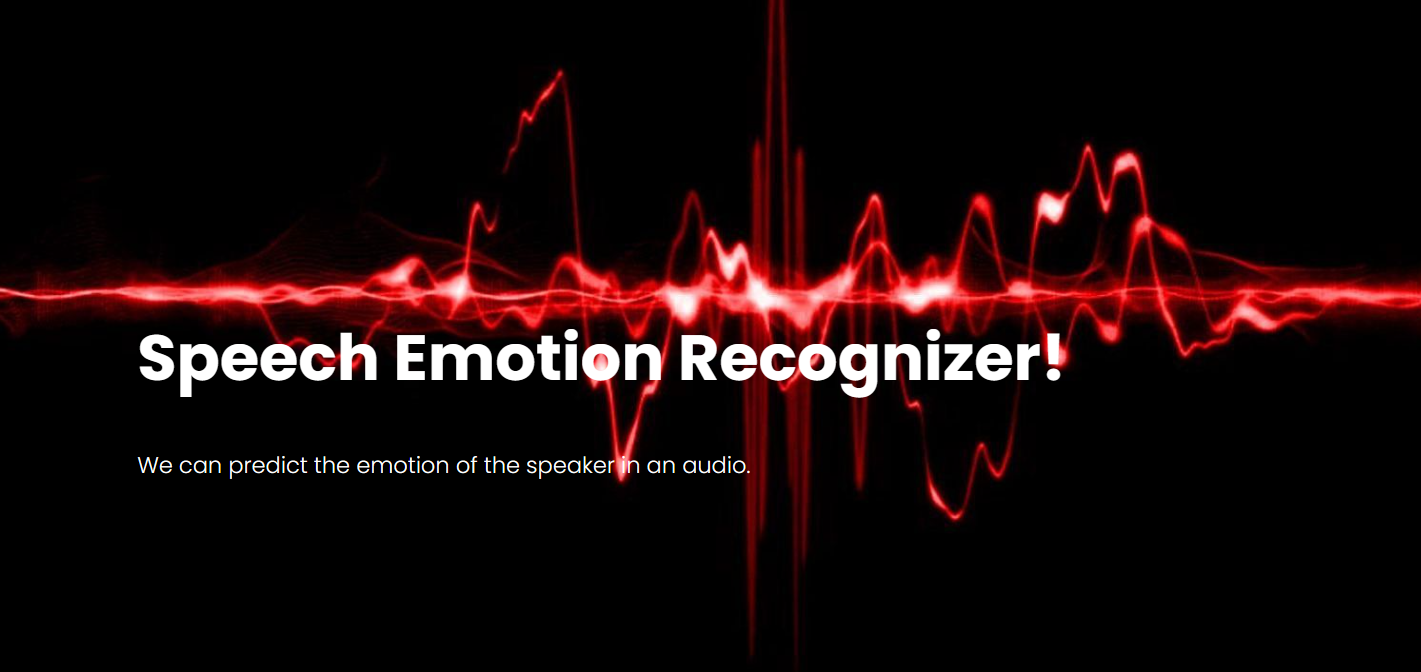 Speech Emotion Recognizer!
We can predict the emotion of the speaker in an audio.